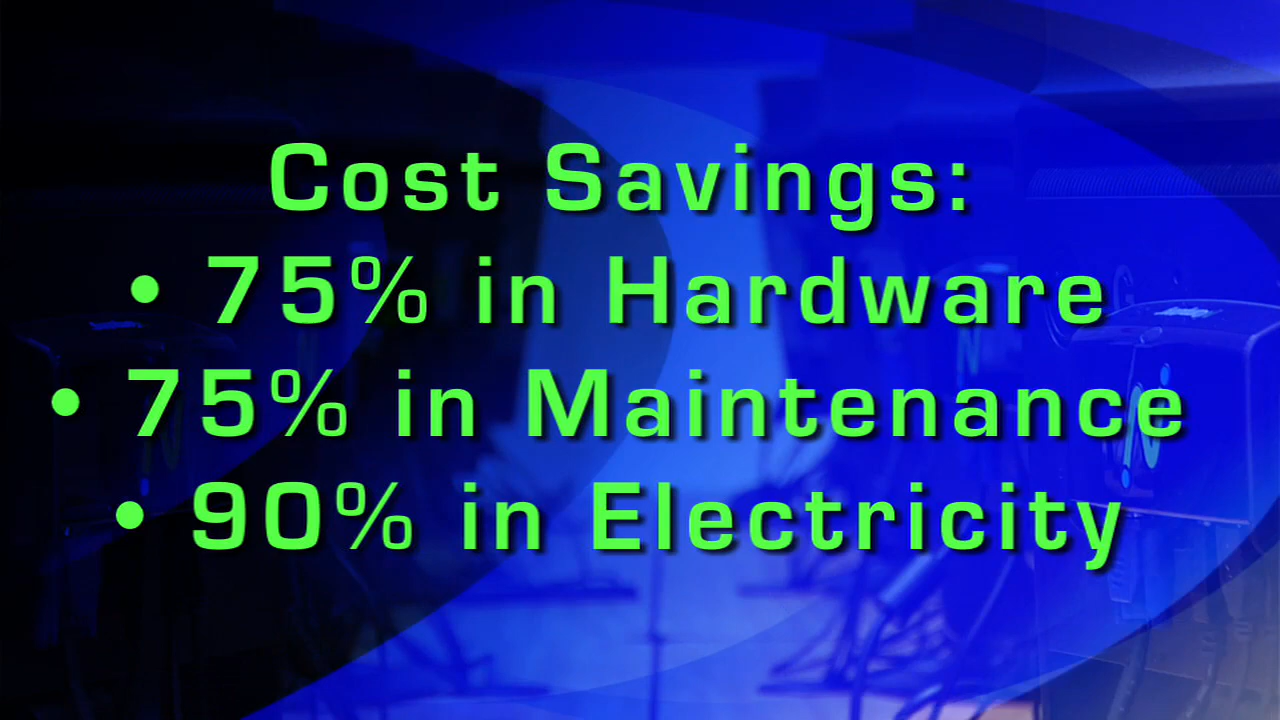 Cost Savings:
• 75% in Hardware
• 75% in Maintenance
• 90% in Electricity